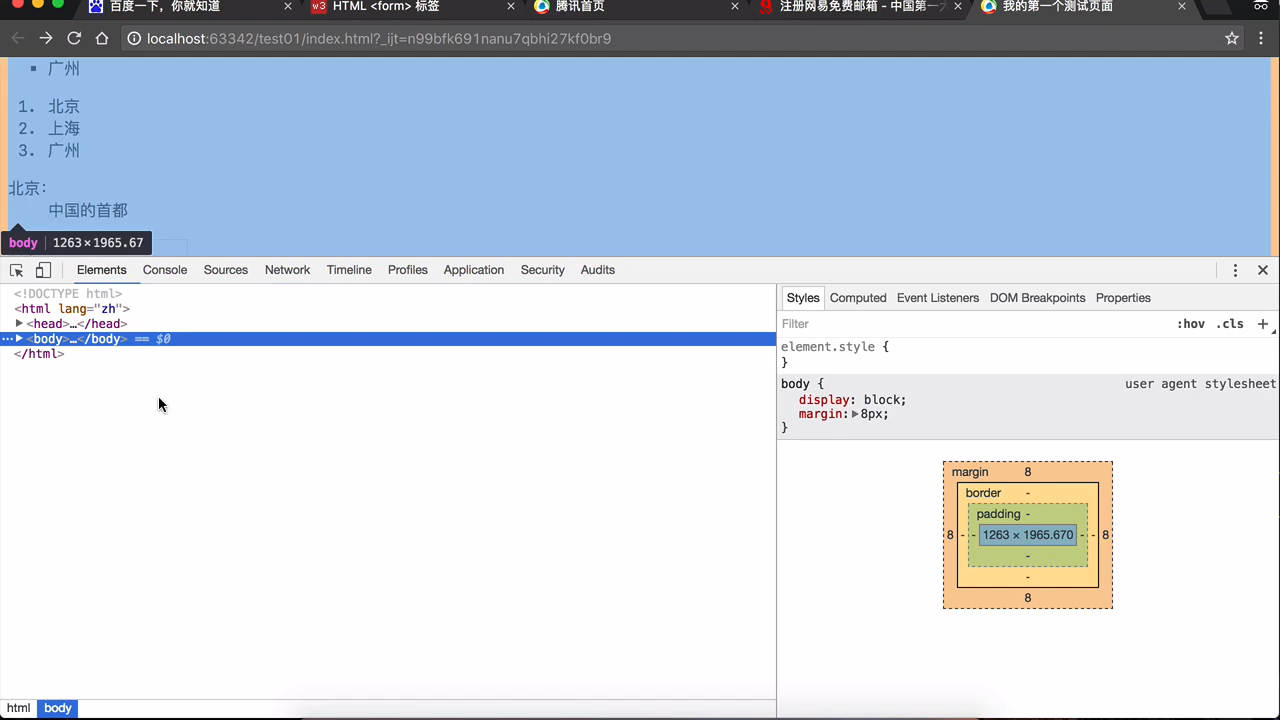 百度一下，你就知道
HTML <form> 标签
腾讯首页
注册网易免费邮箱 - 中国第一大
我的第一个测试页面
localhost:63342/test01/index.html?_ijt=n99bfk691nanu7qbhi27kf0br9
▪ 广州
1. 北京
2. 上海
3. 广州
北京:
中国的首都
body 1263×1965.67
Elements Console Sources Network Timeline Profiles Application Security Audits
<!DOCTYPE html>
<html lang="zh">
<head>…</head>
<body>…</body> == $0
</html>
html body
Styles Computed Event Listeners DOM Breakpoints Properties
Filter :hov .cls +
element.style {
}
body { user agent stylesheet
display: block;
margin: 8px;
}
margin 8
border -
padding -
8 - - 1263 × 1965.670 - - 8
-
-
8